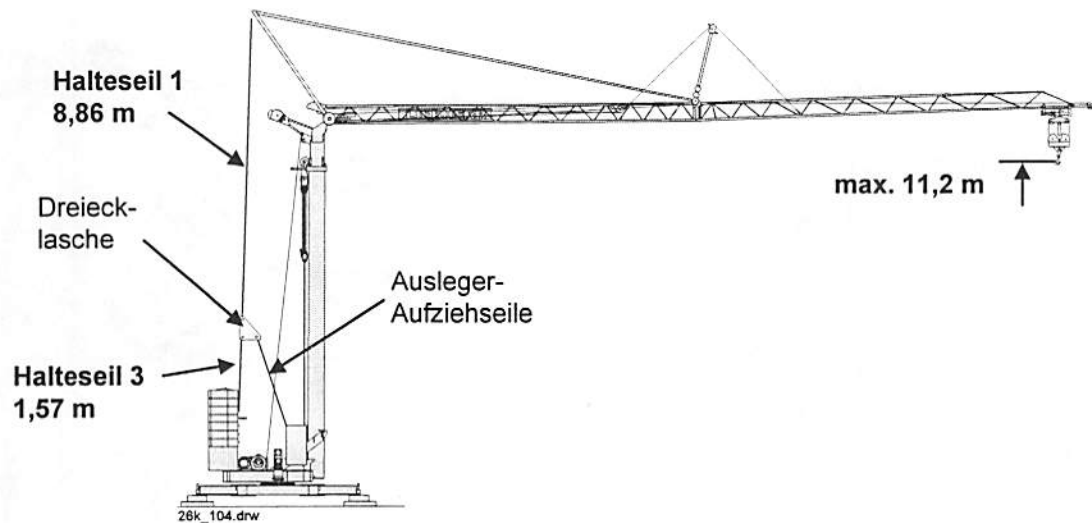 Halteseil 1
8,86 m
Dreieck-
lasche
max. 11,2 m
Ausleger-
Aufziehseile
Halteseil 3
1,57 m
26k_104.drw